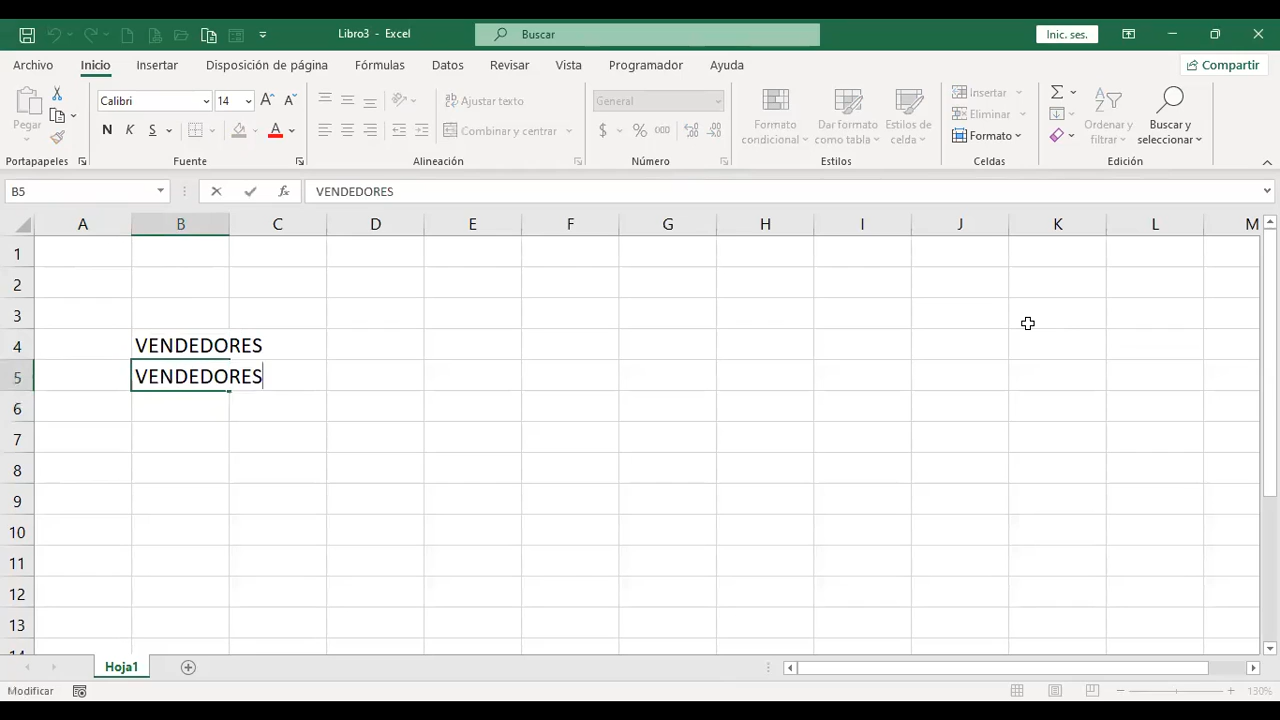 Libro3 - Excel
Buscar
Inic. ses.
Archivo Inicio Insertar Disposición de página Fórmulas Datos Revisar Vista Programador Ayuda
Compartir
Pegar
Calibri 14
N K S
Ajustar texto
Combinar y centrar
General
$ % 000
Formato condicional
Dar formato como tabla
Estilos de celda
Insertar
Eliminar
Formato
Ordenar y filtrar
Buscar y seleccionar
Portapapeles Fuente Alineación Número Estilos Celdas Edición
B5 fx VENDEDORES
A B C D E F G H I J K L M
1
2
3
4 VENDEDORES
5 VENDEDORES
6
7
8
9
10
11
12
13
14
Hoja1
Modificar
130%